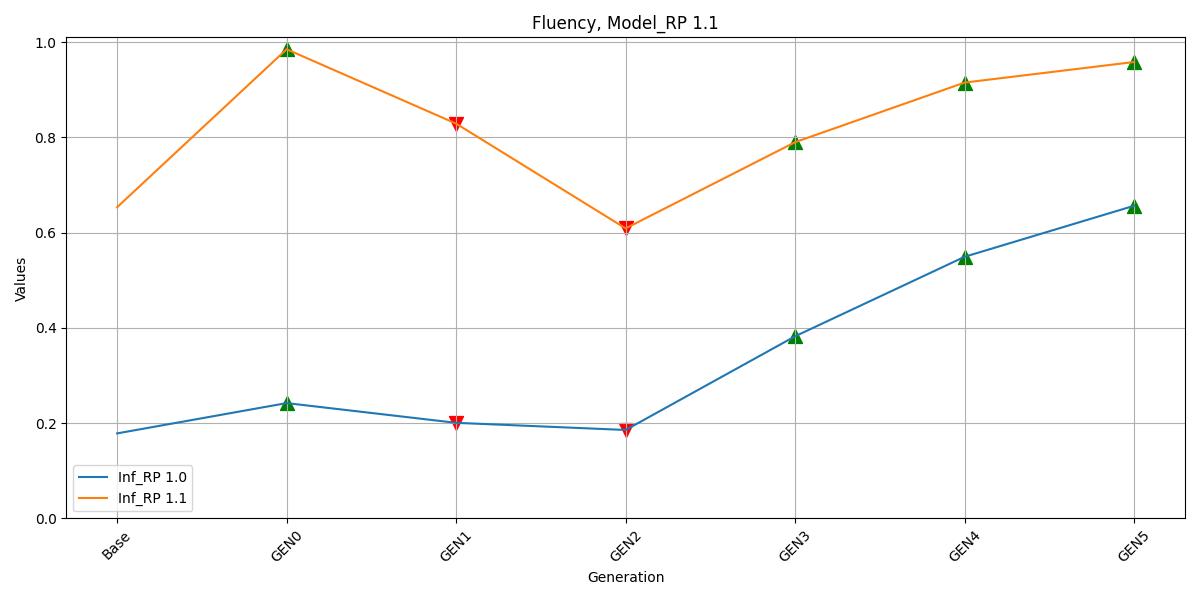 Fluency, Model_RP 1.1
Values
1.0
0.8
0.6
0.4
0.2
0.0
Inf_RP 1.0
Inf_RP 1.1
Base
GEN0
GEN1
GEN2
GEN3
GEN4
GEN5
Generation